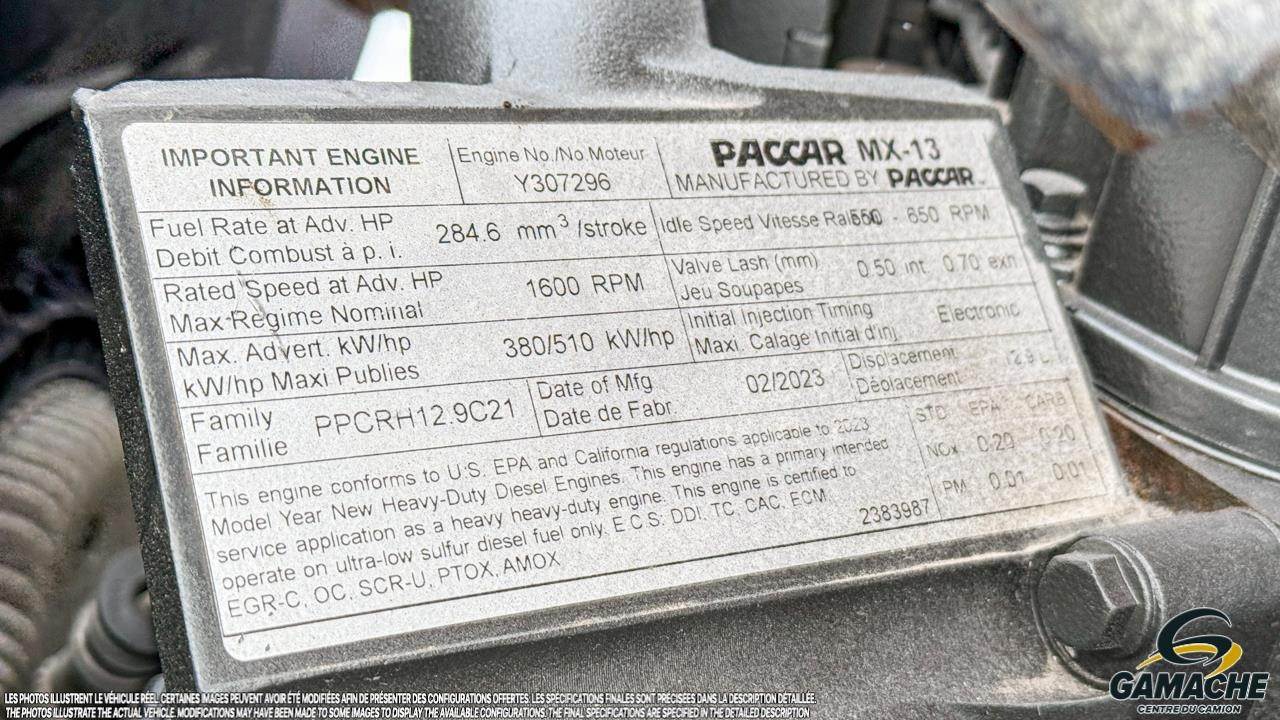 IMPORTANT ENGINE
INFORMATION
Engine No./No.Moteur
Y307296
PACCAR MX-13
MANUFACTURED BY PACCAR
Fuel Rate at Adv. HP
Debit Combust à p. i.
284.6 mm³ /stroke
Idle Speed Vitesse - 650 RPM
Rated Speed at Adv. HP
Max Régime Nominal
1600 RPM
Valve Lash (mm)
Jeu Soupapes
0.50 int 0.70 exh
Max. Advert. kW/hp
kW/hp Maxi Publies
380/510 kW/hp
Initial Injection Timing
Maxi. Calage Initial d'inj.
Electronic
Family
Familie
PPCRH12.9C21
Date of Mfg
Date de Fabr.
02/2023
Displacement
Déplacement
12.9 L
This engine conforms to U.S. EPA and California regulations applicable to 2023
Model Year New Heavy-Duty Diesel Engines. This engine has a primary intended
service application as a heavy heavy-duty engine. This engine is certified to
operate on ultra-low sulfur diesel fuel only. E.C.S: DDI, TC, CAC, ECM,
EGR-C, OC, SCR-U, PTOX, AMOX
2383987
STD EPA CARB
NOx 0.20 0.20
PM 0.01 0.01
GAMACHE
CENTRE DU CAMION
LES PHOTOS ILLUSTRENT LE VÉHICULE RÉEL. CERTAINES IMAGES PEUVENT AVOIR ÉTÉ MODIFIÉES AFIN DE PRÉSENTER DES CONFIGURATIONS OFFERTES. LES SPÉCIFICATIONS FINALES SONT PRÉCISÉES DANS LA DESCRIPTION DÉTAILLÉE.
THE PHOTOS ILLUSTRATE THE ACTUAL VEHICLE. MODIFICATIONS MAY HAVE BEEN MADE TO SOME IMAGES TO DISPLAY THE AVAILABLE CONFIGURATIONS. THE FINAL SPECIFICATIONS ARE SPECIFIED IN THE DETAILED DESCRIPTION